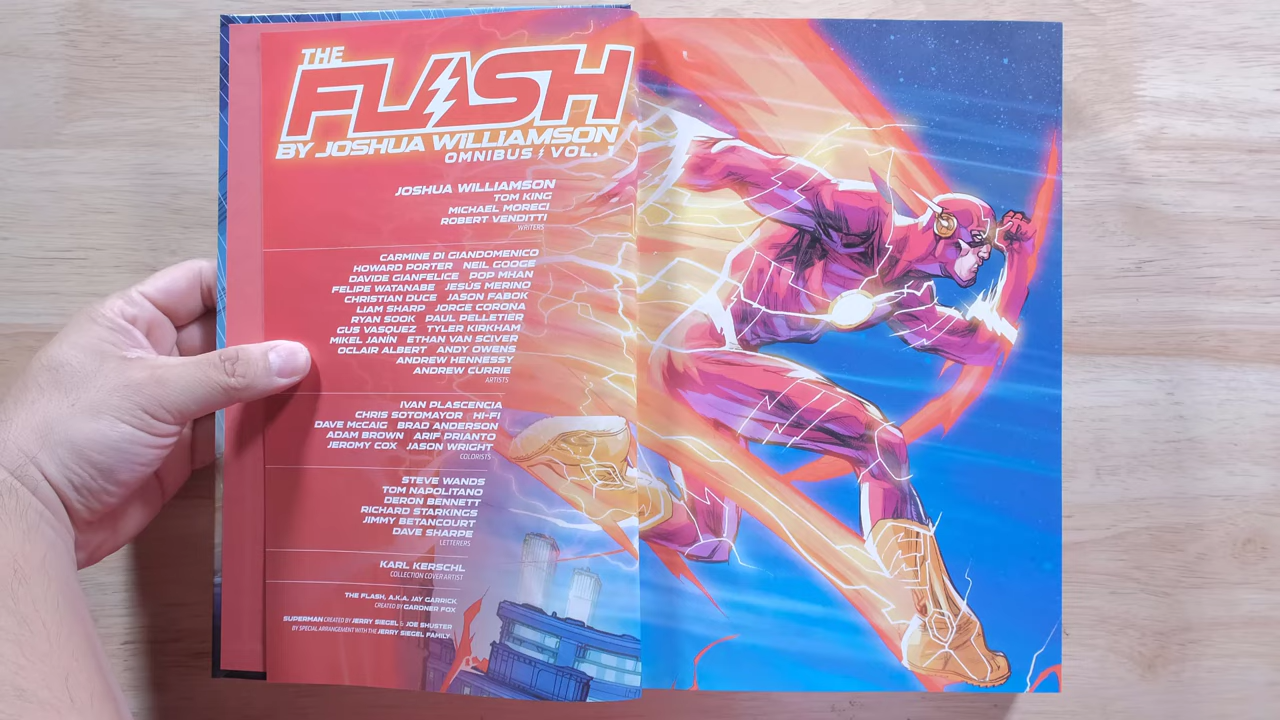 THE
FLASH
BY JOSHUA WILLIAMSON
OMNIBUS VOL. 1
JOSHUA WILLIAMSON
TOM KING
MICHAEL MORECI
ROBERT VENDITTI
WRITERS
CARMINE DI GIANDOMENICO
HOWARD PORTER NEIL GOOGE
DAVIDE GIANFELICE POP MHAN
FELIPE WATANABE JESÚS MERINO
CHRISTIAN DUCE JASON FABOK
LIAM SHARP JORGE CORONA
RYAN SOOK PAUL PELLETIER
GUS VASQUEZ TYLER KIRKHAM
MIKEL JANÍN ETHAN VAN SCIVER
OCLAIR ALBERT ANDY OWENS
ANDREW HENNESSY
ANDREW CURRIE
ARTISTS
IVAN PLASCENCIA
CHRIS SOTOMAYOR HI-FI
DAVE McCAIG BRAD ANDERSON
ADAM BROWN ARIF PRIANTO
JEROMY COX JASON WRIGHT
COLORISTS
STEVE WANDS
TOM NAPOLITANO
DERON BENNETT
RICHARD STARKINGS
JIMMY BETANCOURT
DAVE SHARPE
LETTERERS
KARL KERSCHL
COLLECTION COVER ARTIST
THE FLASH, A.K.A. JAY GARRICK,
CREATED BY GARDNER FOX
SUPERMAN CREATED BY JERRY SIEGEL & JOE SHUSTER
BY SPECIAL ARRANGEMENT WITH THE JERRY SIEGEL FAMILY